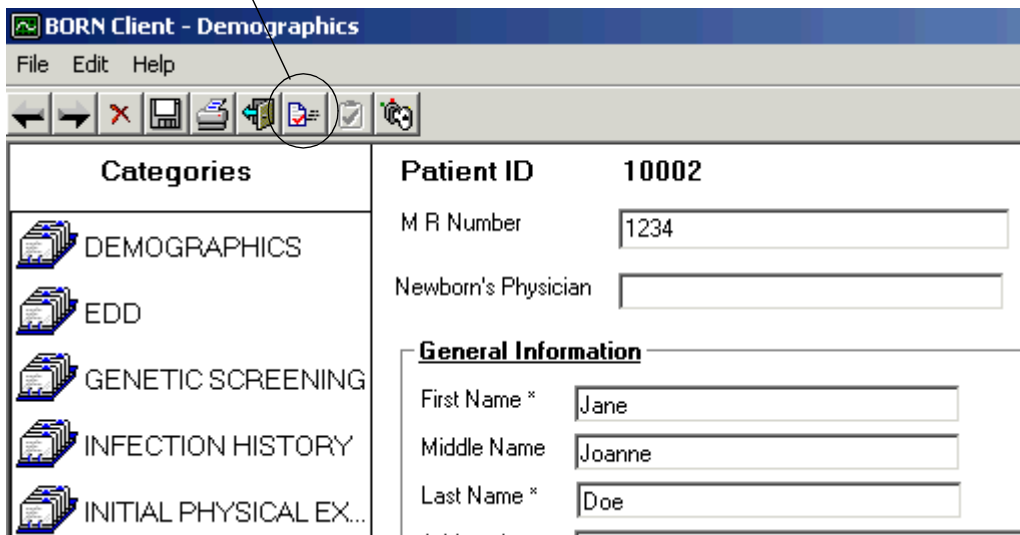 BORN Client - Demographics
File Edit Help
Categories
DEMOGRAPHICS
EDD
GENETIC SCREENING
INFECTION HISTORY
INITIAL PHYSICAL EX...
Patient ID 10002
M R Number 1234
Newborn's Physician
General Information
First Name * Jane
Middle Name Joanne
Last Name * Doe